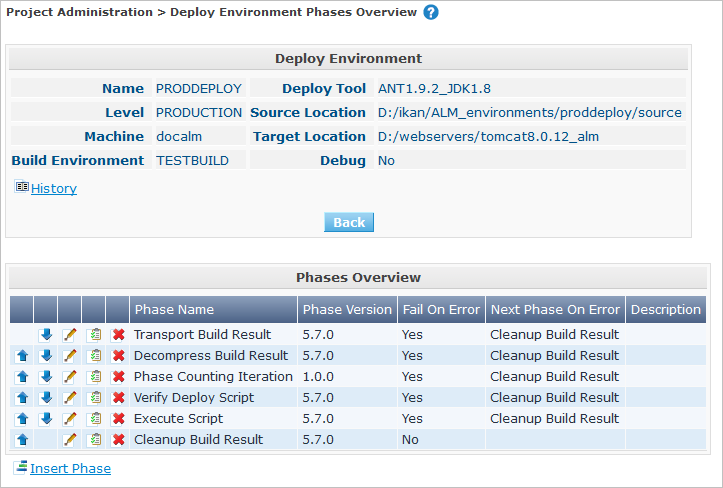 Project Administration > Deploy Environment Phases Overview ?
Deploy Environment
Name PRODDEPLOY Deploy Tool ANT1.9.2_JDK1.8
Level PRODUCTION Source Location D:/ikan/ALM_environments/proddeploy/source
Machine docalm Target Location D:/webservers/tomcat8.0.12_alm
Build Environment TESTBUILD Debug No
History
Back
Phases Overview
Phase Name Phase Version Fail On Error Next Phase On Error Description
Transport Build Result 5.7.0 Yes Cleanup Build Result
Decompress Build Result 5.7.0 Yes Cleanup Build Result
Phase Counting Iteration 1.0.0 Yes Cleanup Build Result
Verify Deploy Script 5.7.0 Yes Cleanup Build Result
Execute Script 5.7.0 Yes Cleanup Build Result
Cleanup Build Result 5.7.0 No
Insert Phase